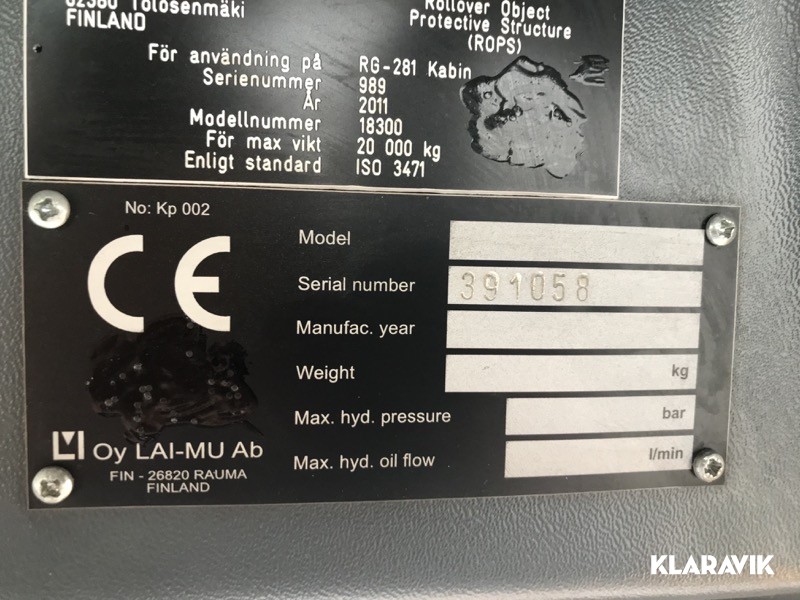 02380 Tolosenmäki
FINLAND
Rollover Object
Protective Structure
(ROPS)
För användning på RG-281 Kabin
Serienummer 989
År 2011
Modellnummer 18300
För max vikt 20 000 kg
Enligt standard ISO 3471
No: Kp 002
CE
Model
Serial number 391058
Manufac. year
Weight kg
Max. hyd. pressure bar
Max. hyd. oil flow l/min
LM Oy LAI-MU Ab
FIN - 26820 RAUMA
FINLAND
KLARAVIK